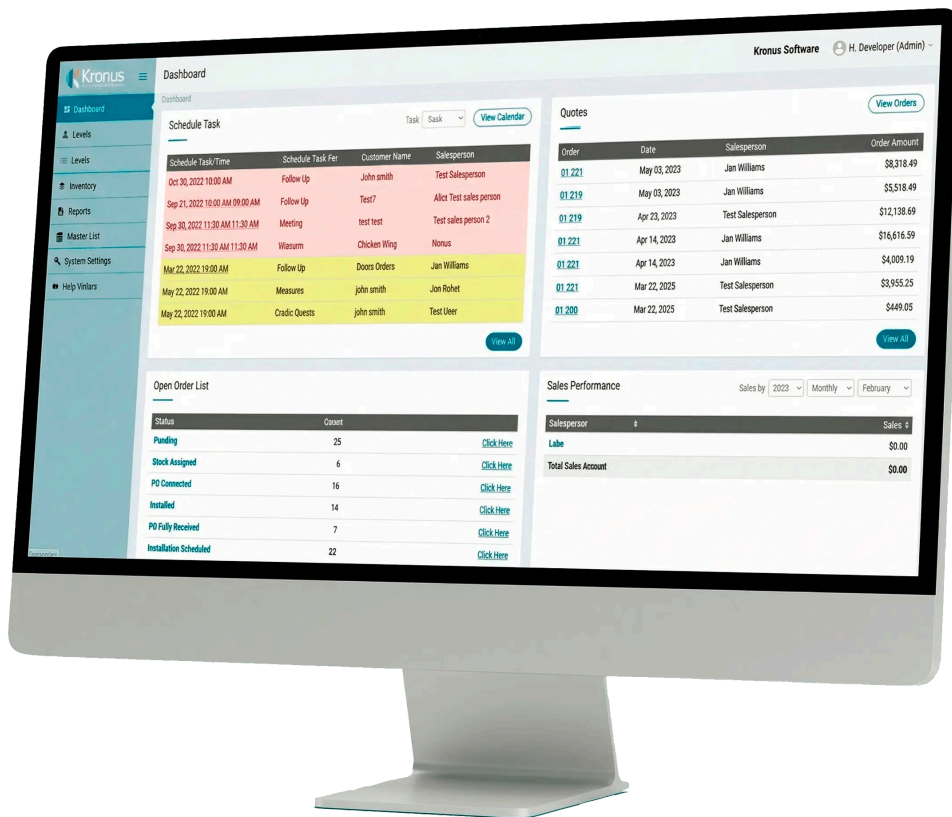 Kronus
Dashboard
Kronus Software
H. Developer (Admin)
Dashboard
Levels
Levels
Inventory
Reports
Master List
System Settings
Help Vinlars
Dashboard
Schedule Task
Task Sask View Calendar
Schedule Task/Time Schedule Task Fer Customer Name Salesperson
Oct 30, 2022 10:00 AM Follow Up John smith Test Salesperson
Sep 21, 2022 10:00 AM 09:00 AM Follow Up Test7 Alict Test sales person
Sep 30, 2022 11:30 AM 11:30 AM Meeting test test Test sales person 2
Sep 30, 2022 11:30 AM 11:30 AM Wiasurm Chicken Wing Nonus
Mar 22, 2022 19:00 AM Follow Up Doors Orders Jan Williams
May 22, 2022 19:00 AM Measures john smith Jon Rohet
May 22, 2022 19:00 AM Cradic Quests john smith Test Ueer
View All
Quotes
View Orders
Order Date Salesperson Order Amount
01 221 May 03, 2023 Jan Williams $8,318.49
01 219 May 03, 2023 Jan Williams $5,518.49
01 219 Apr 23, 2023 Test Salesperson $12,138.69
01 221 Apr 14, 2023 Jan Williams $16,616.59
01 221 Apr 14, 2023 Jan Williams $4,009.19
01 221 Mar 22, 2025 Test Salesperson $3,955.25
01 200 Mar 22, 2025 Test Salesperson $449.05
View All
Open Order List
Status Count
Punding 25 Click Here
Stock Assigned 6 Click Here
PO Connected 16 Click Here
Installed 14 Click Here
PO Fully Received 7 Click Here
Installation Scheduled 22 Click Here
Sales Performance
Sales by 2023 Monthly February
Salespersor Sales
Labe $0.00
Total Sales Account $0.00